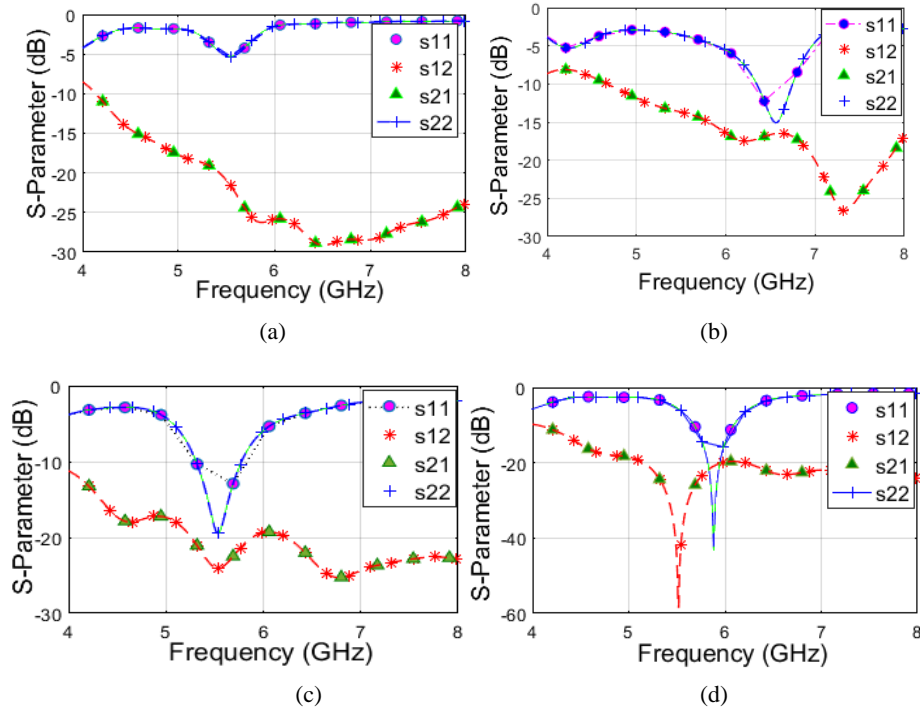 S-Parameter (dB)
0
-5
-10
-15
-20
-25
-30
4 5 6 7 8
Frequency (GHz)
s11
s12
s21
s22
(a)
S-Parameter (dB)
0
-5
-10
-15
-20
-25
-30
4 5 6 7 8
Frequency (GHz)
s11
s12
s21
s22
(b)
S-Parameter (dB)
0
-10
-20
-30
4 5 6 7 8
Frequency (GHz)
s11
s12
s21
s22
(c)
S-Parameter (dB)
0
-20
-40
-60
4 5 6 7 8
Frequency (GHz)
s11
s12
s21
s22
(d)